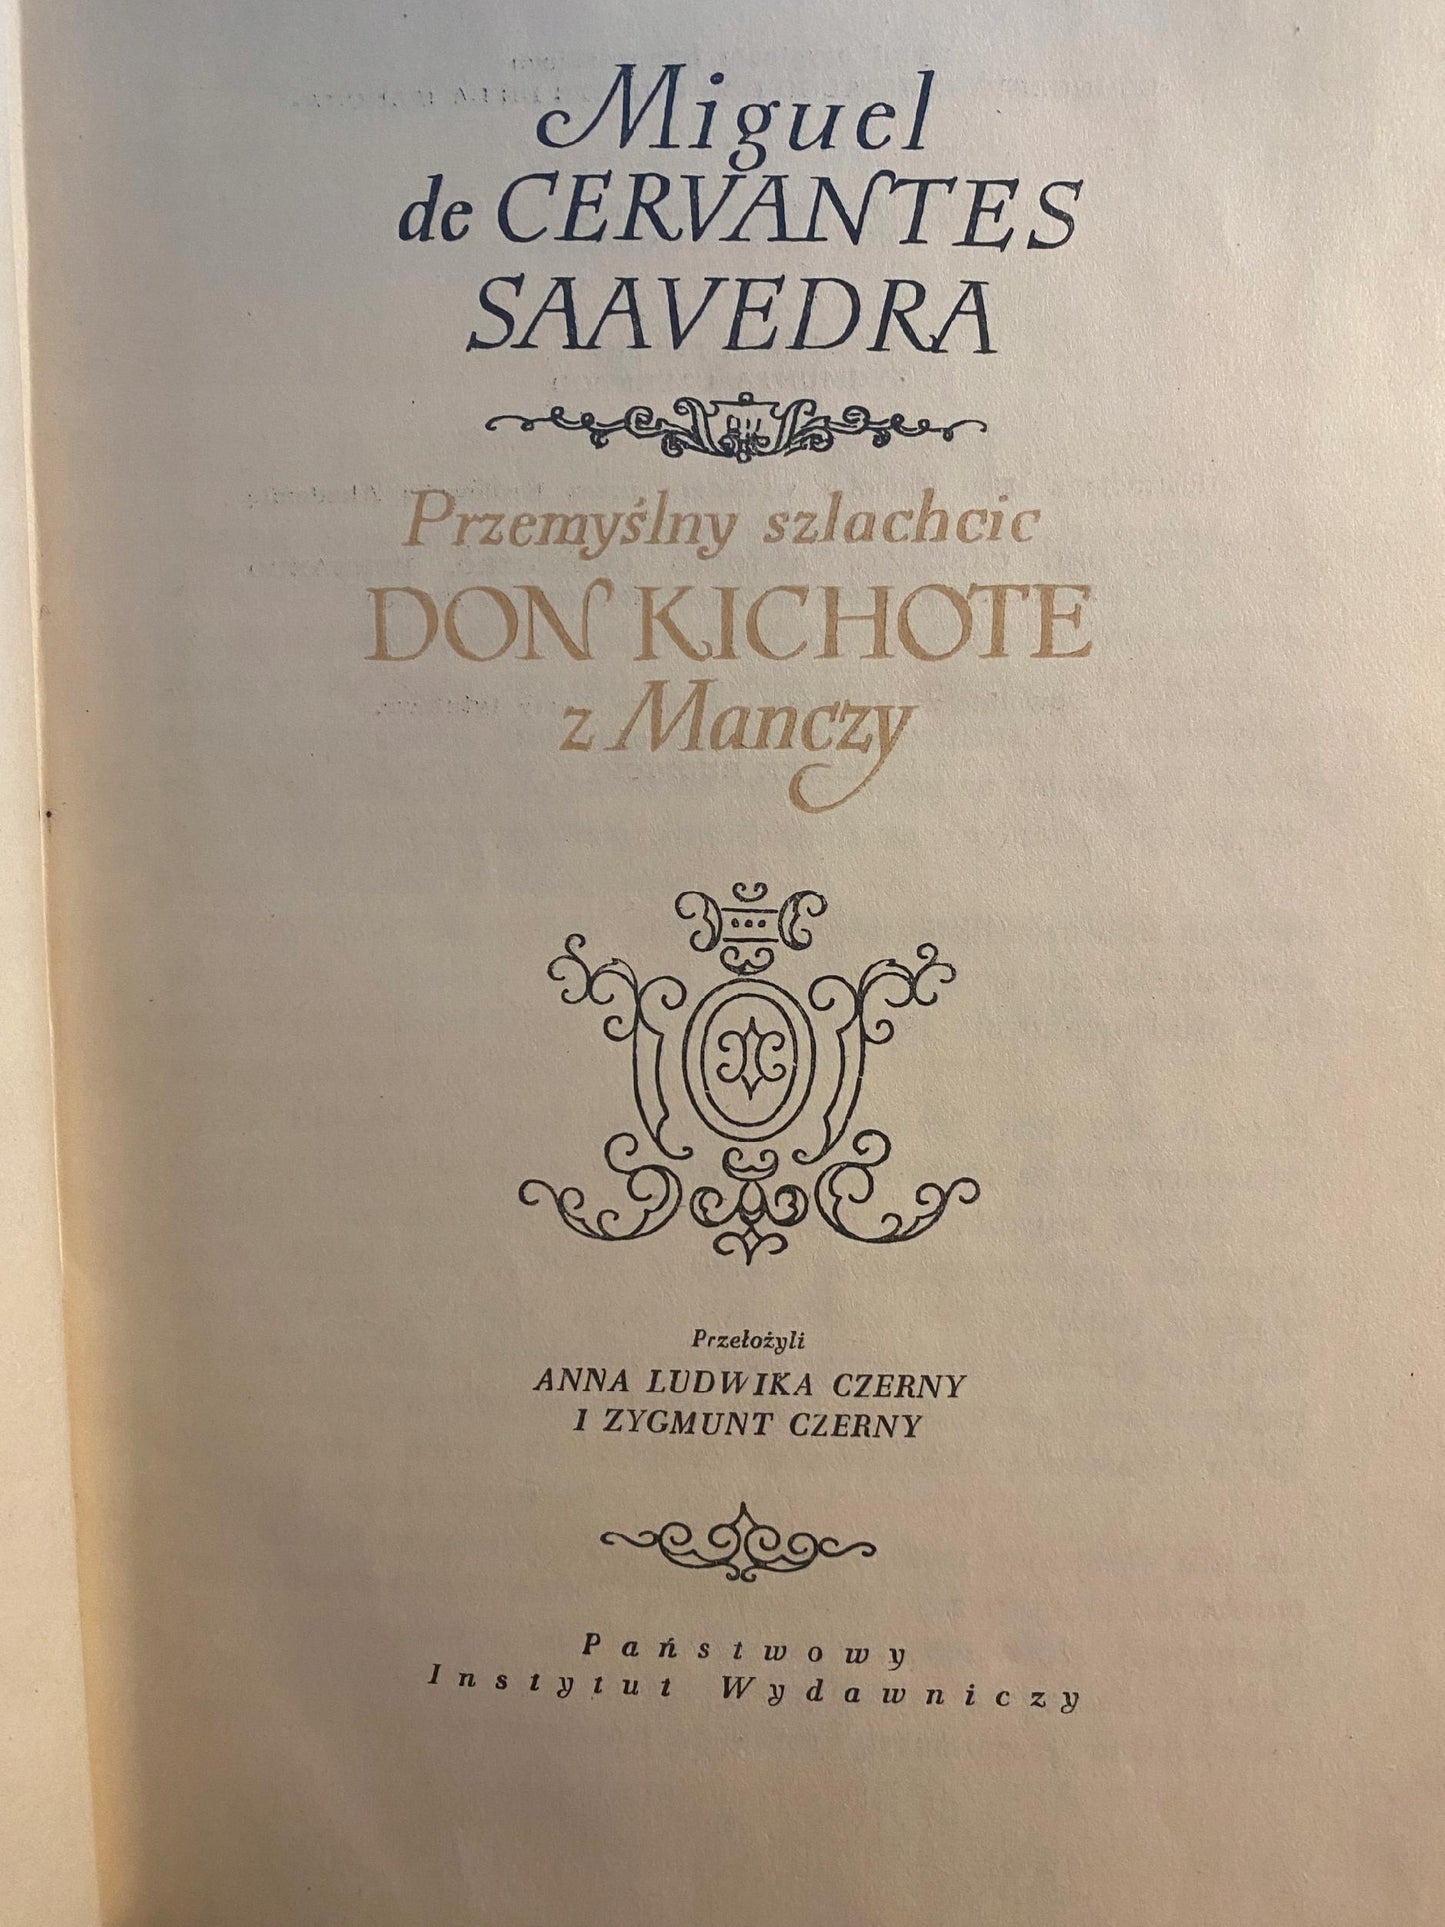 Miguel
de CERVANTES
SAAVEDRA
Przemyślny szlachcic
DON KICHOTE
z Manczy
Przełożyli
ANNA LUDWIKA CZERNY
I ZYGMUNT CZERNY
Państwowy
Instytut Wydawniczy